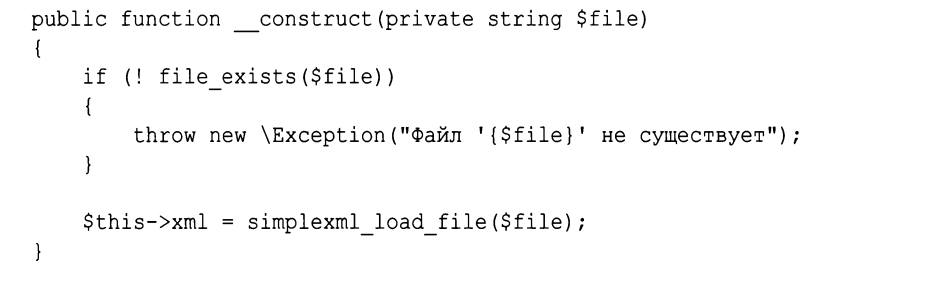 public function __construct(private string $file)
{
if (! file_exists($file))
{
throw new \Exception("Файл '{$file}' не существует");
}
$this->xml = simplexml_load_file($file);
}